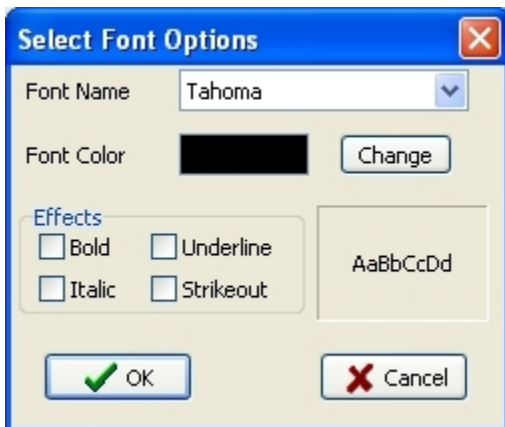 Select Font Options
Font Name Tahoma
Font Color Change
Effects
Bold Underline
AaBbCcDd
Italic Strikeout
OK Cancel